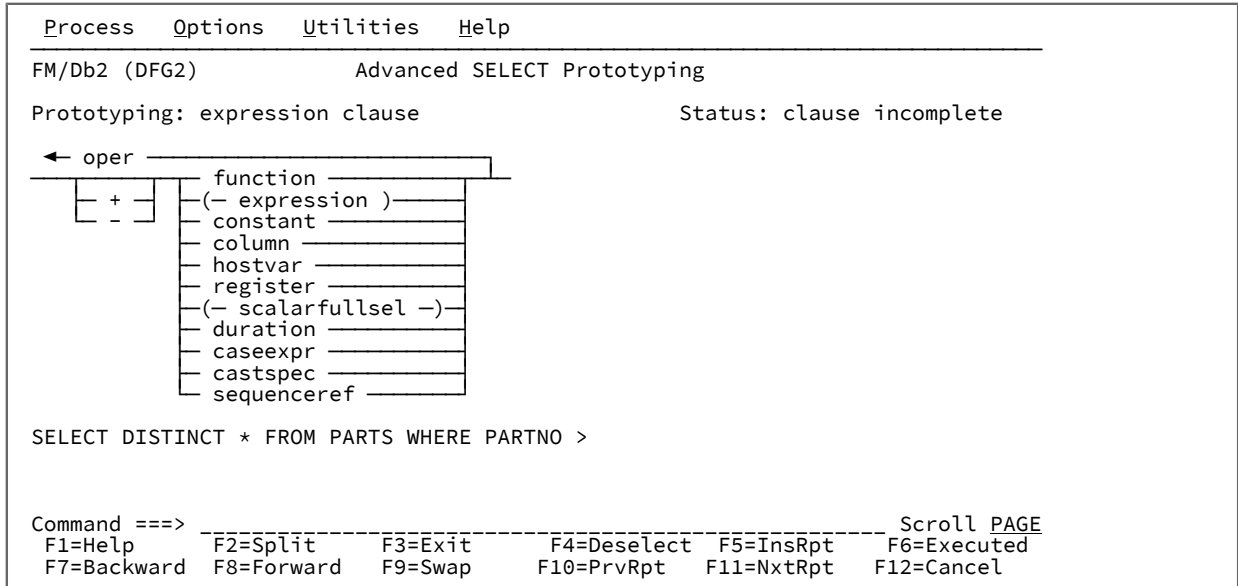 Process Options Utilities Help
FM/Db2 (DFG2) Advanced SELECT Prototyping
Prototyping: expression clause Status: clause incomplete
oper
function
+ ( expression )
- constant
column
hostvar
register
( scalarfullsel )
duration
caseexpr
castspec
sequenceref
SELECT DISTINCT * FROM PARTS WHERE PARTNO >
Command ===> Scroll PAGE
F1=Help F2=Split F3=Exit F4=Deselect F5=InsRpt F6=Executed
F7=Backward F8=Forward F9=Swap F10=PrvRpt F11=NxtRpt F12=Cancel